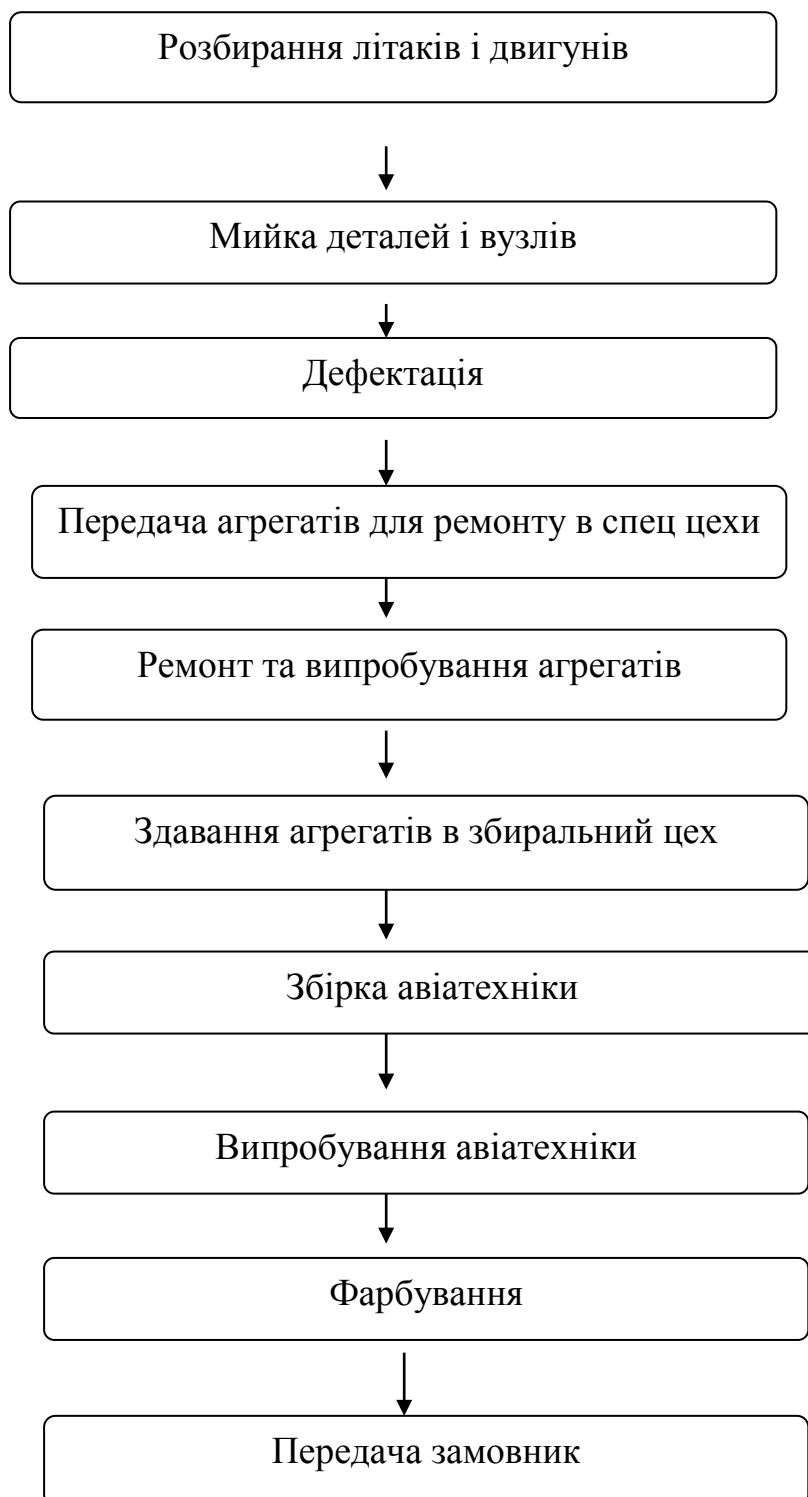 Розбирання літаків і двигунів
Мийка деталей і вузлів
Дефектація
Передача агрегатів для ремонту в спец цехи
Ремонт та випробування агрегатів
Здавання агрегатів в збиральний цех
Збірка авіатехніки
Випробування авіатехніки
Фарбування
Передача замовник